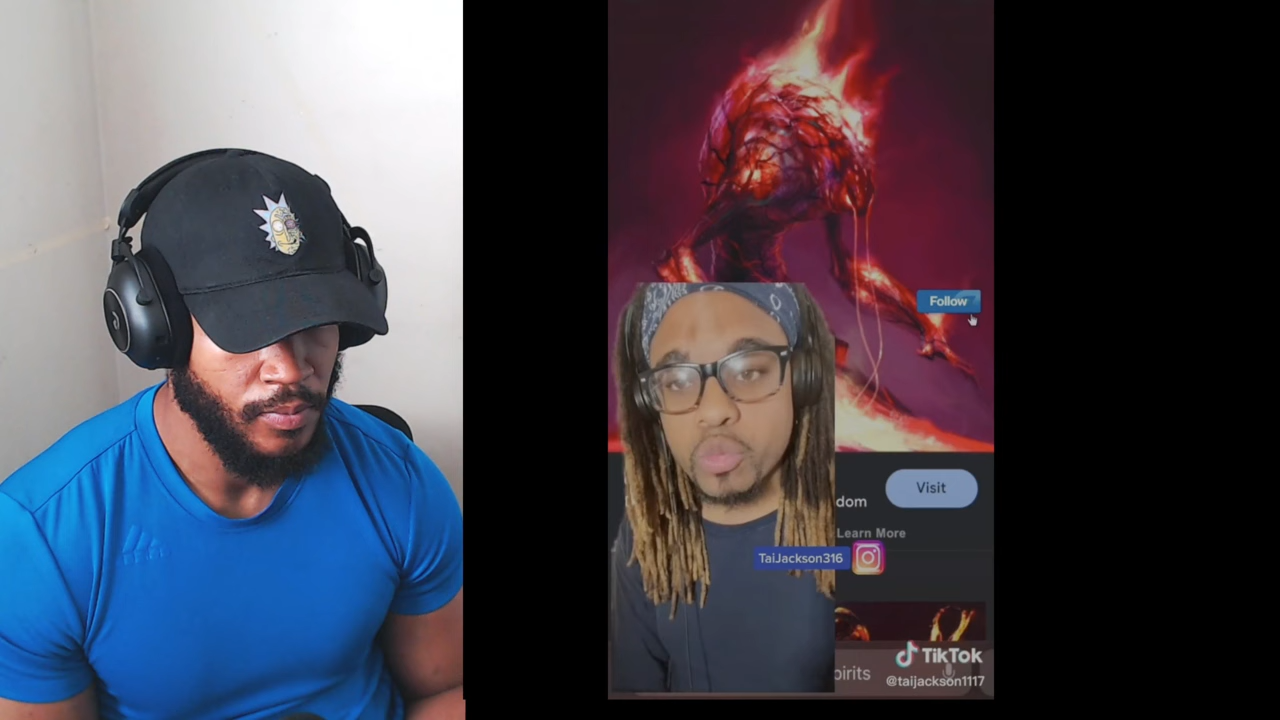 Follow
Visit
dom
Learn More
TaiJackson316
TikTok
pirits
@taijackson1117